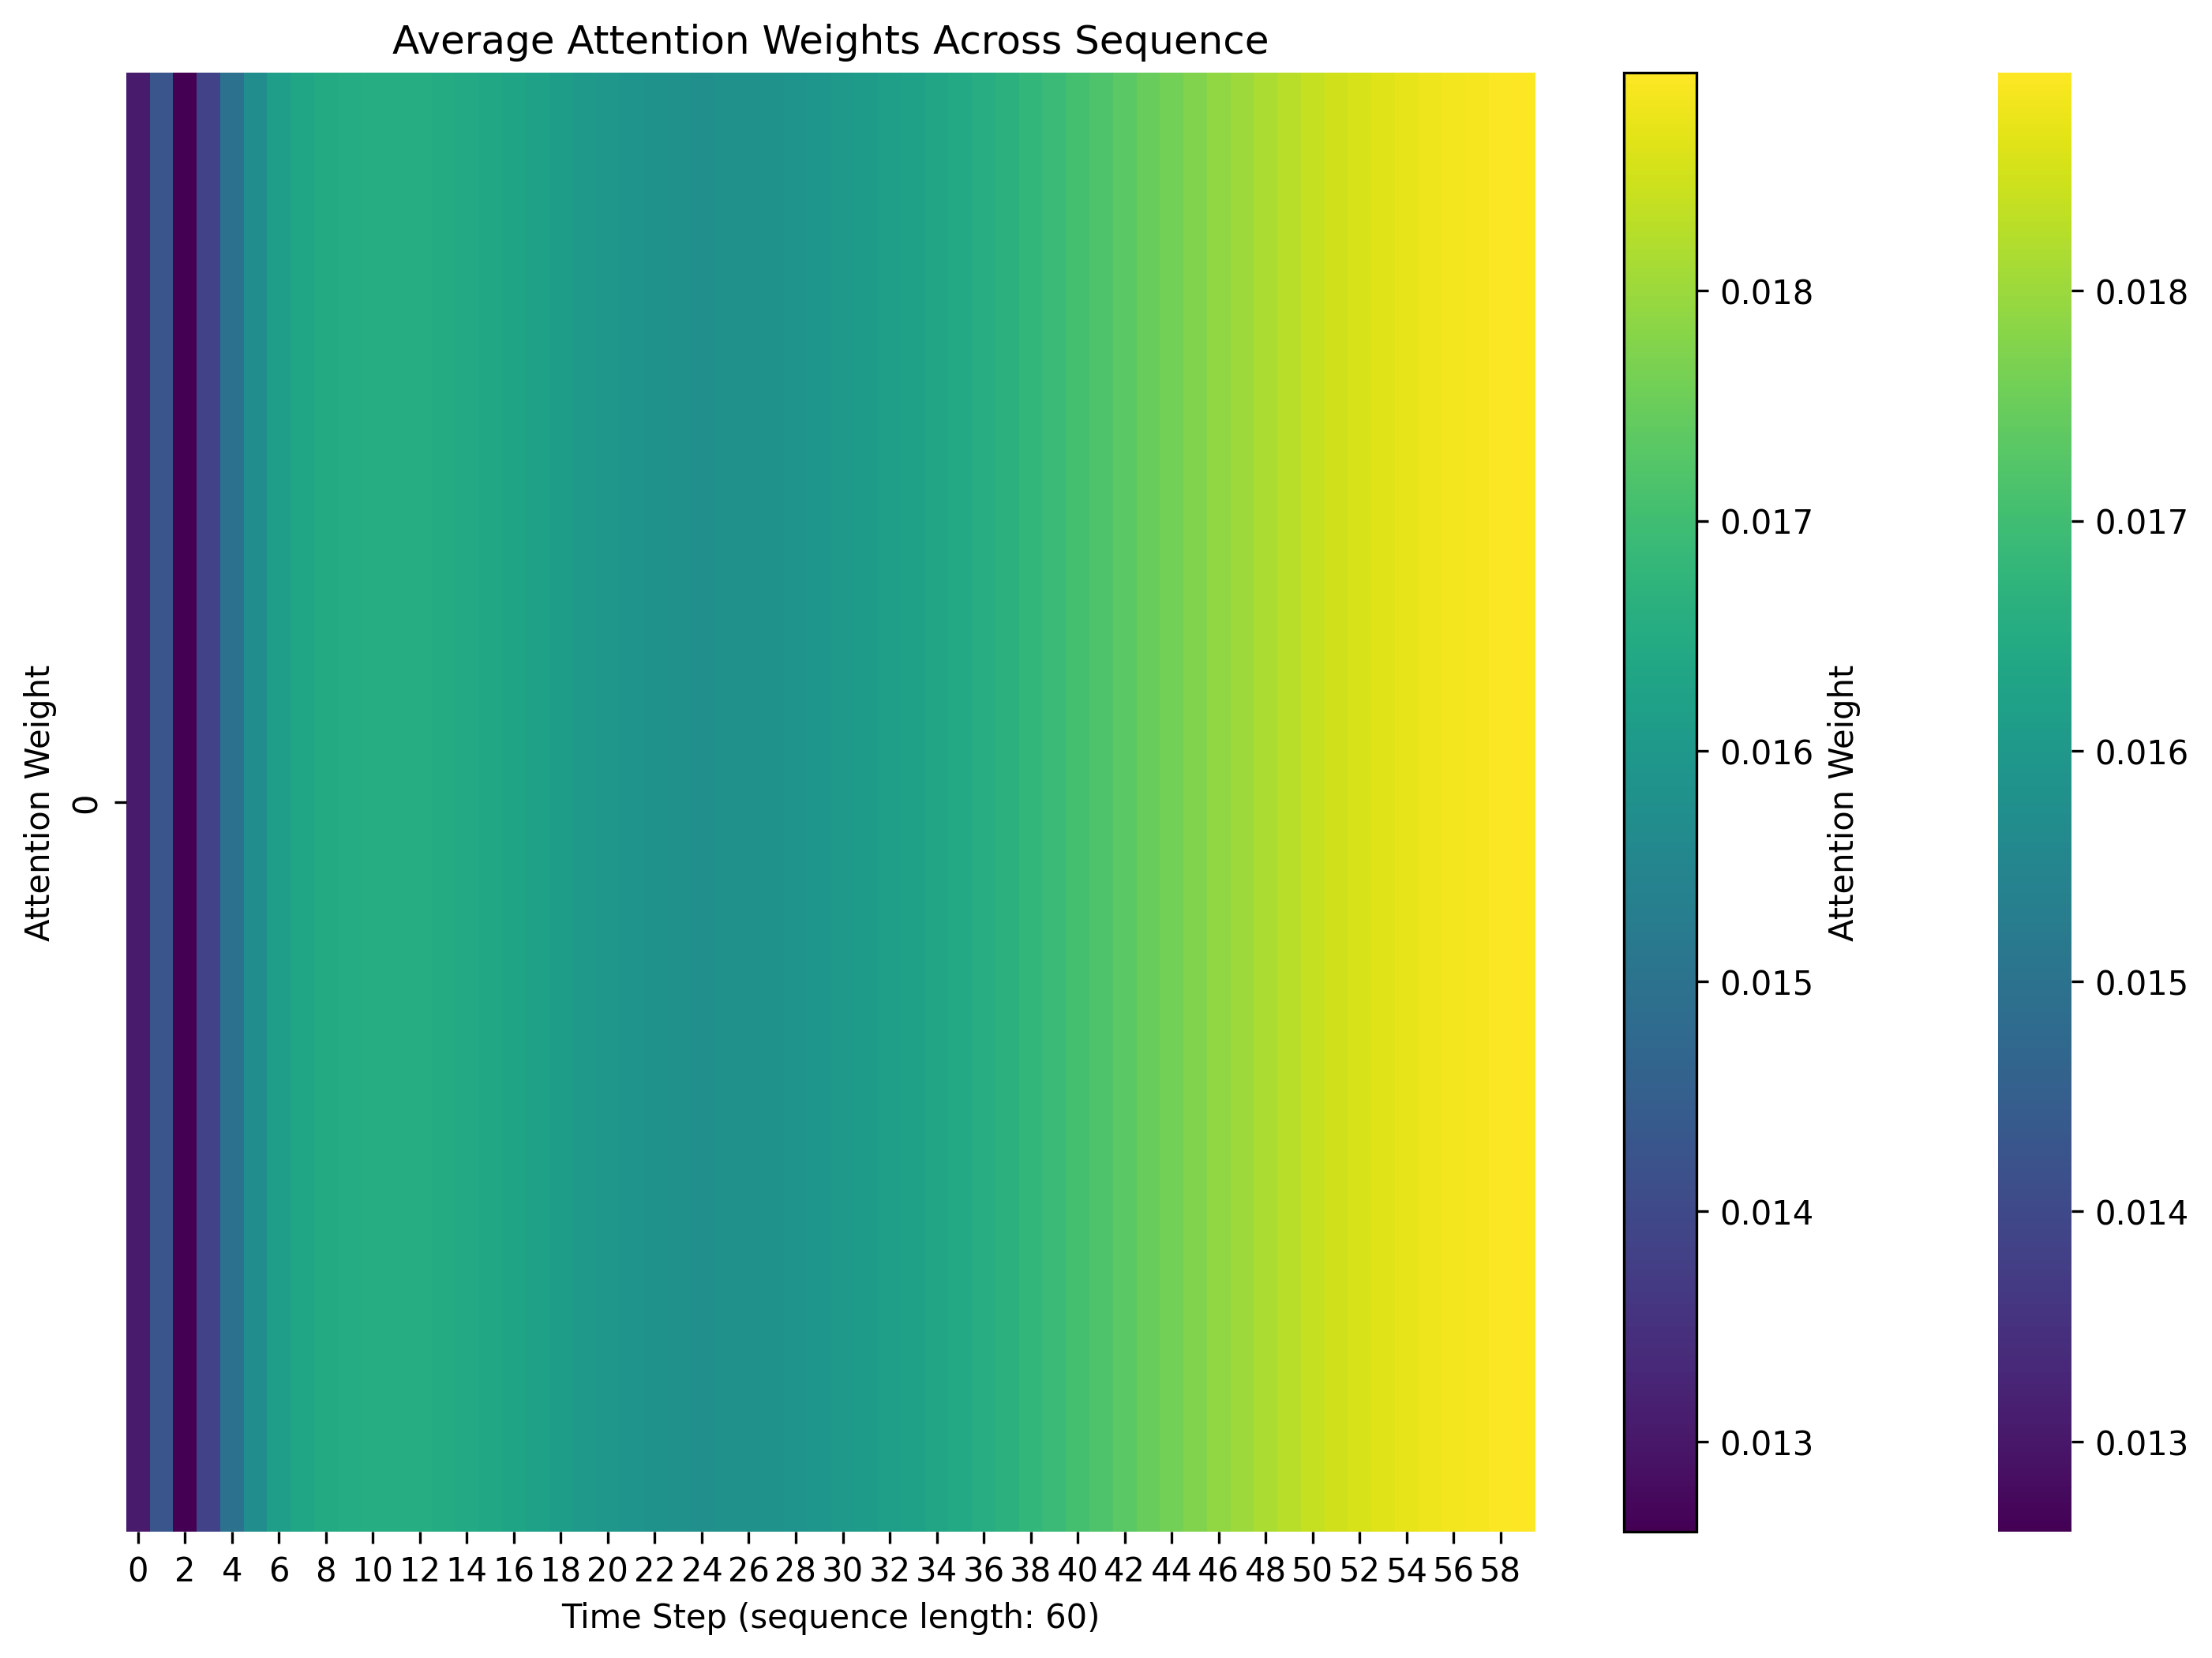 Average Attention Weights Across Sequence
Attention Weight
0
0 2 4 6 8 10 12 14 16 18 20 22 24 26 28 30 32 34 36 38 40 42 44 46 48 50 52 54 56 58
Time Step (sequence length: 60)
0.018
0.017
0.016
0.015
0.014
0.013
Attention Weight
0.018
0.017
0.016
0.015
0.014
0.013